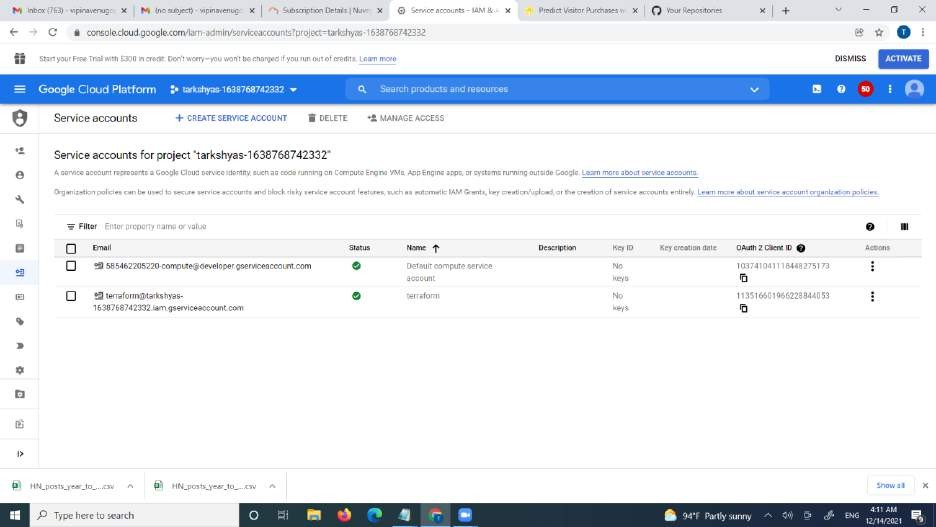 Inbox (763) - vipinavenugo
(no subject) - vipinavenugo
Subscription Details | Nuve
Service accounts – IAM & A
Predict Visitor Purchases w
Your Repositories
console.cloud.google.com/iam-admin/serviceaccounts?project=tarkshyas-1638768742332
T
Start your Free Trial with $300 in credit. Don't worry—you won't be charged if you run out of credits. Learn more
DISMISS
ACTIVATE
Google Cloud Platform
tarkshyas-1638768742332
Search products and resources
50
Service accounts
CREATE SERVICE ACCOUNT
DELETE
MANAGE ACCESS
Service accounts for project "tarkshyas-1638768742332"
A service account represents a Google Cloud service identity, such as code running on Compute Engine VMs, App Engine apps, or systems running outside Google. Learn more about service accounts.
Organization policies can be used to secure service accounts and block risky service account features, such as automatic IAM Grants, key creation/upload, or the creation of service accounts entirely. Learn more about service account organization policies.
Filter Enter property name or value
Email Status Name Description Key ID Key creation date OAuth 2 Client ID Actions
585462205220-compute@developer.gserviceaccount.com Default compute service No 103741041118448275173
account keys
terraform@tarkshyas- terraform No 113516601966228844053
1638768742332.iam.gserviceaccount.com keys
HN_posts_year_to_....csv
HN_posts_year_to_....csv
Show all
Type here to search
94°F Partly sunny
ENG
4:11 AM
12/14/2021
9